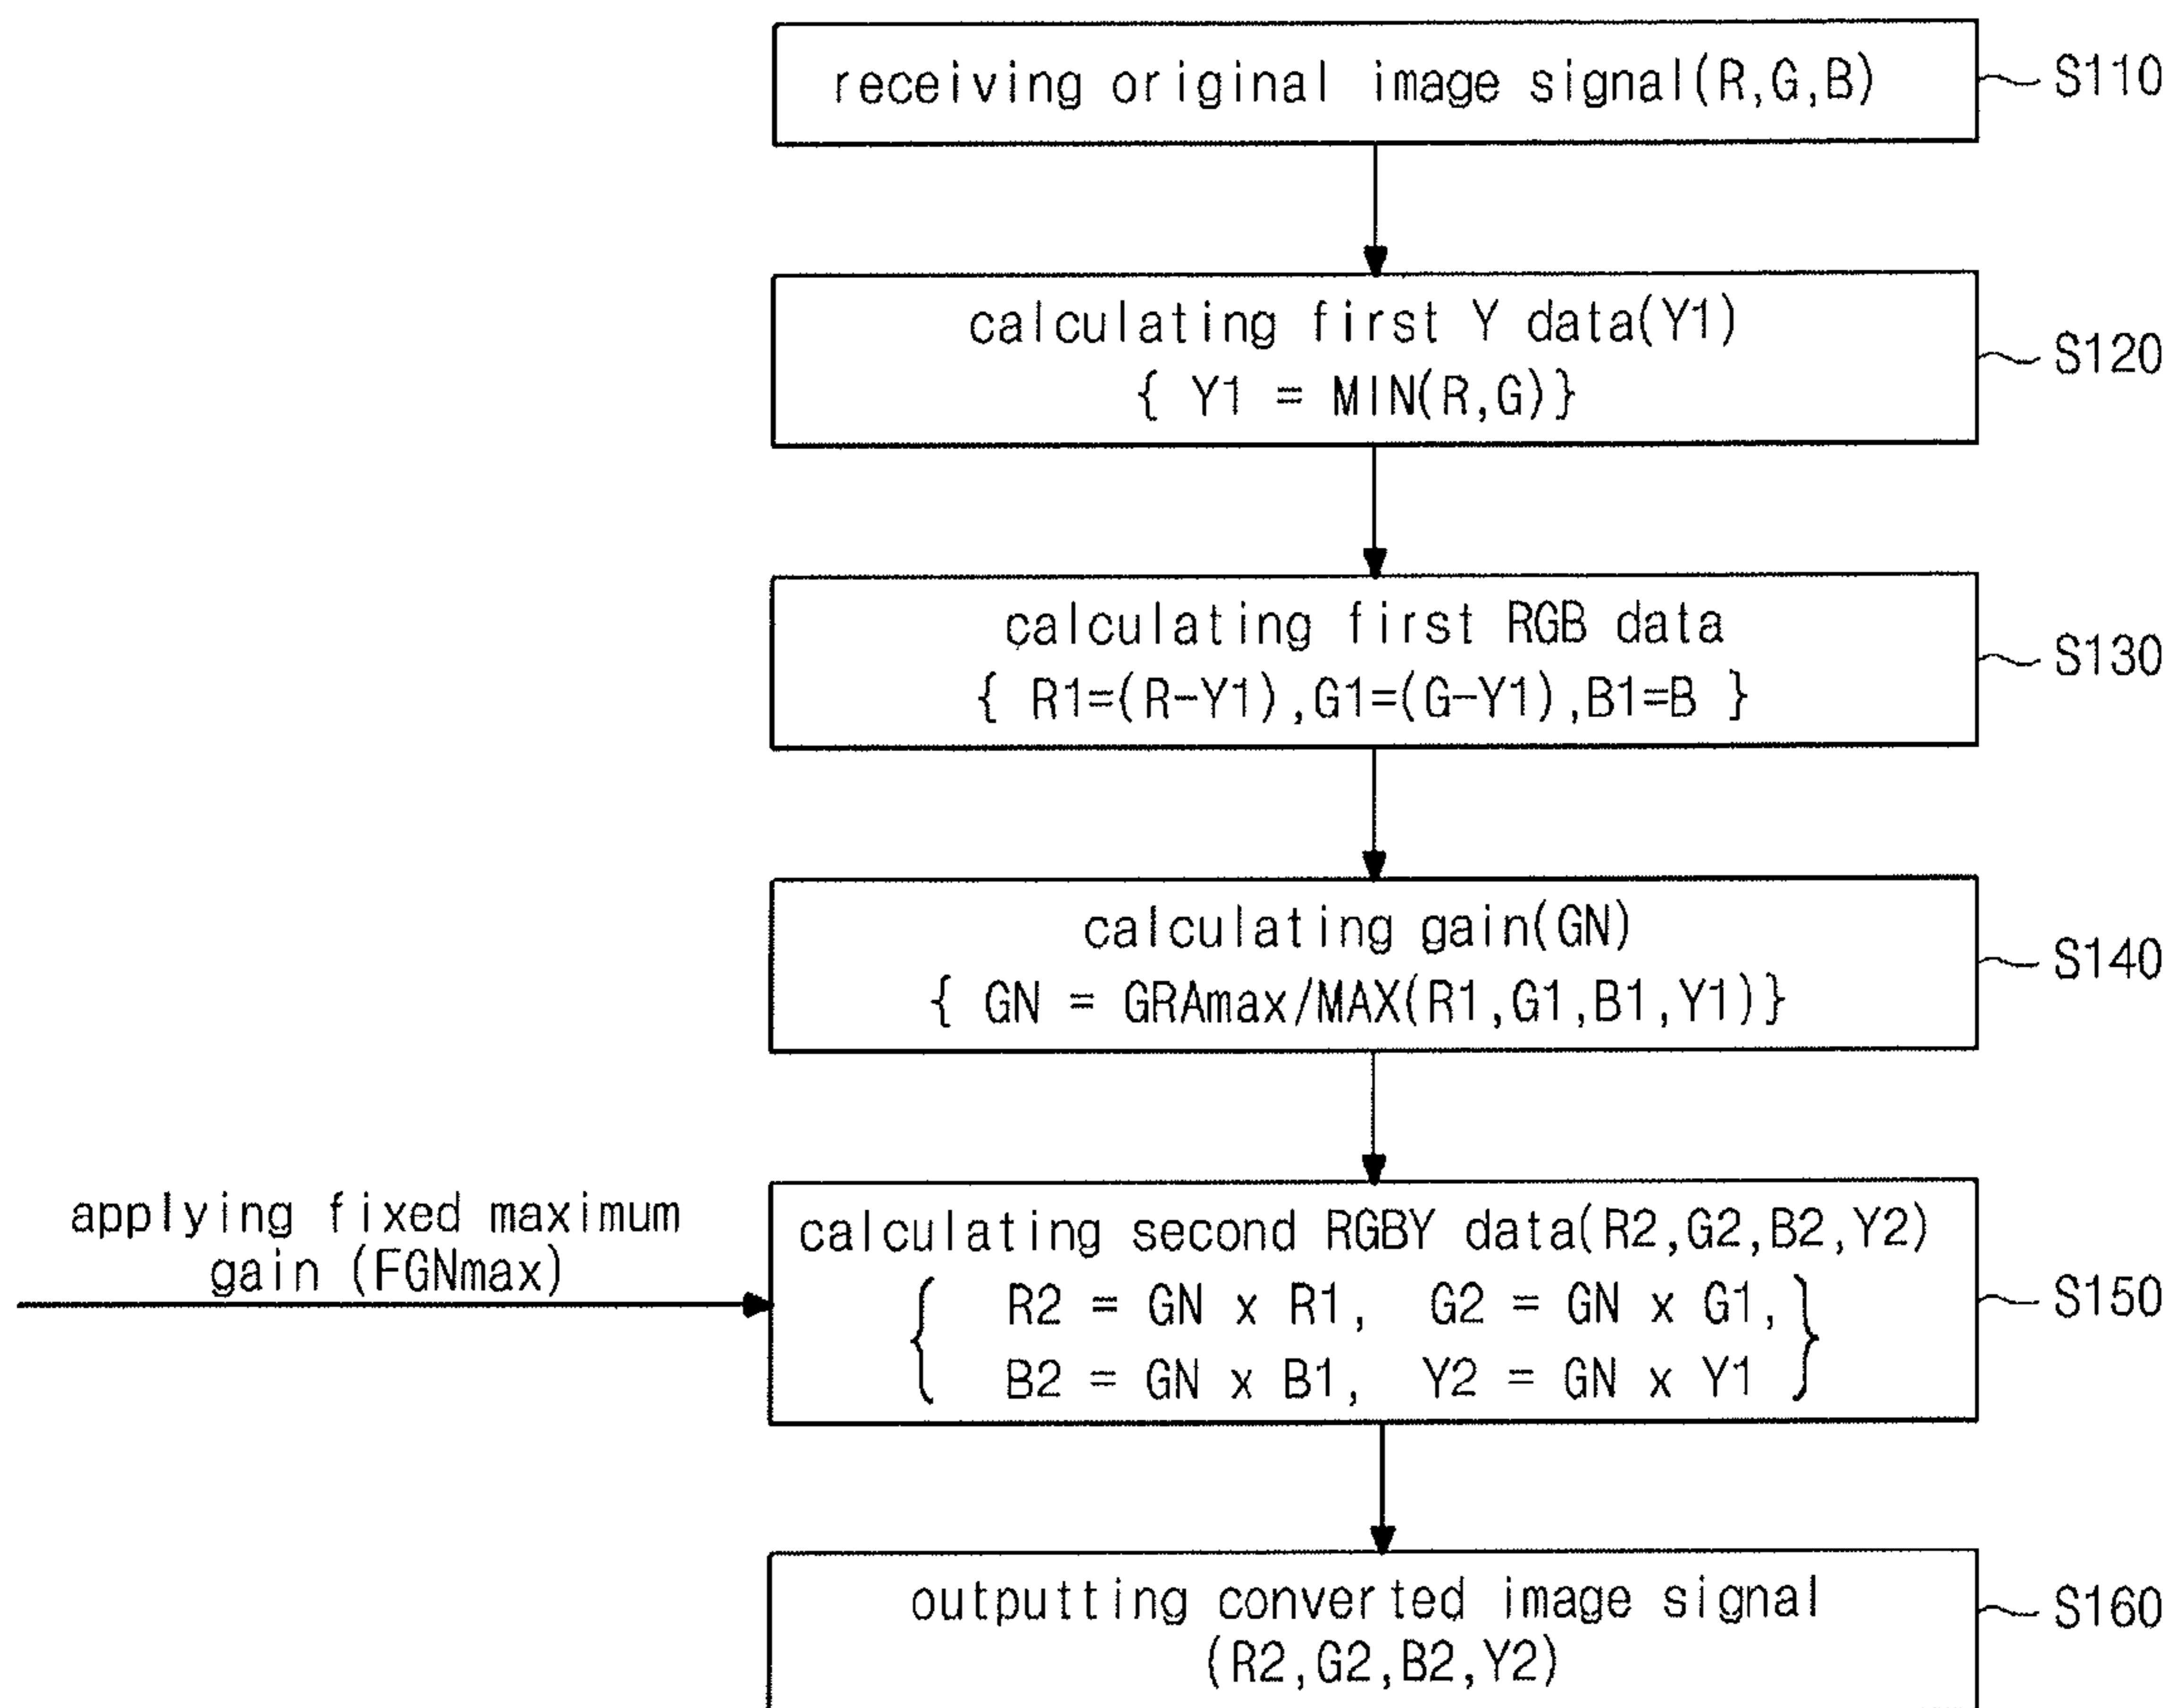 receiving original image signal(R,G,B)
S110
calculating first Y data(Y1)
{ Y1 = MIN(R,G)}
S120
calculating first RGB data
{ R1=(R-Y1),G1=(G-Y1),B1=B }
S130
calculating gain(GN)
{ GN = GRAmax/MAX(R1,G1,B1,Y1)}
S140
applying fixed maximum
gain (FGNmax)
calculating second RGBY data(R2,G2,B2,Y2)
{ R2 = GN x R1, G2 = GN x G1,
B2 = GN x B1, Y2 = GN x Y1 }
S150
outputting converted image signal
(R2,G2,B2,Y2)
S160